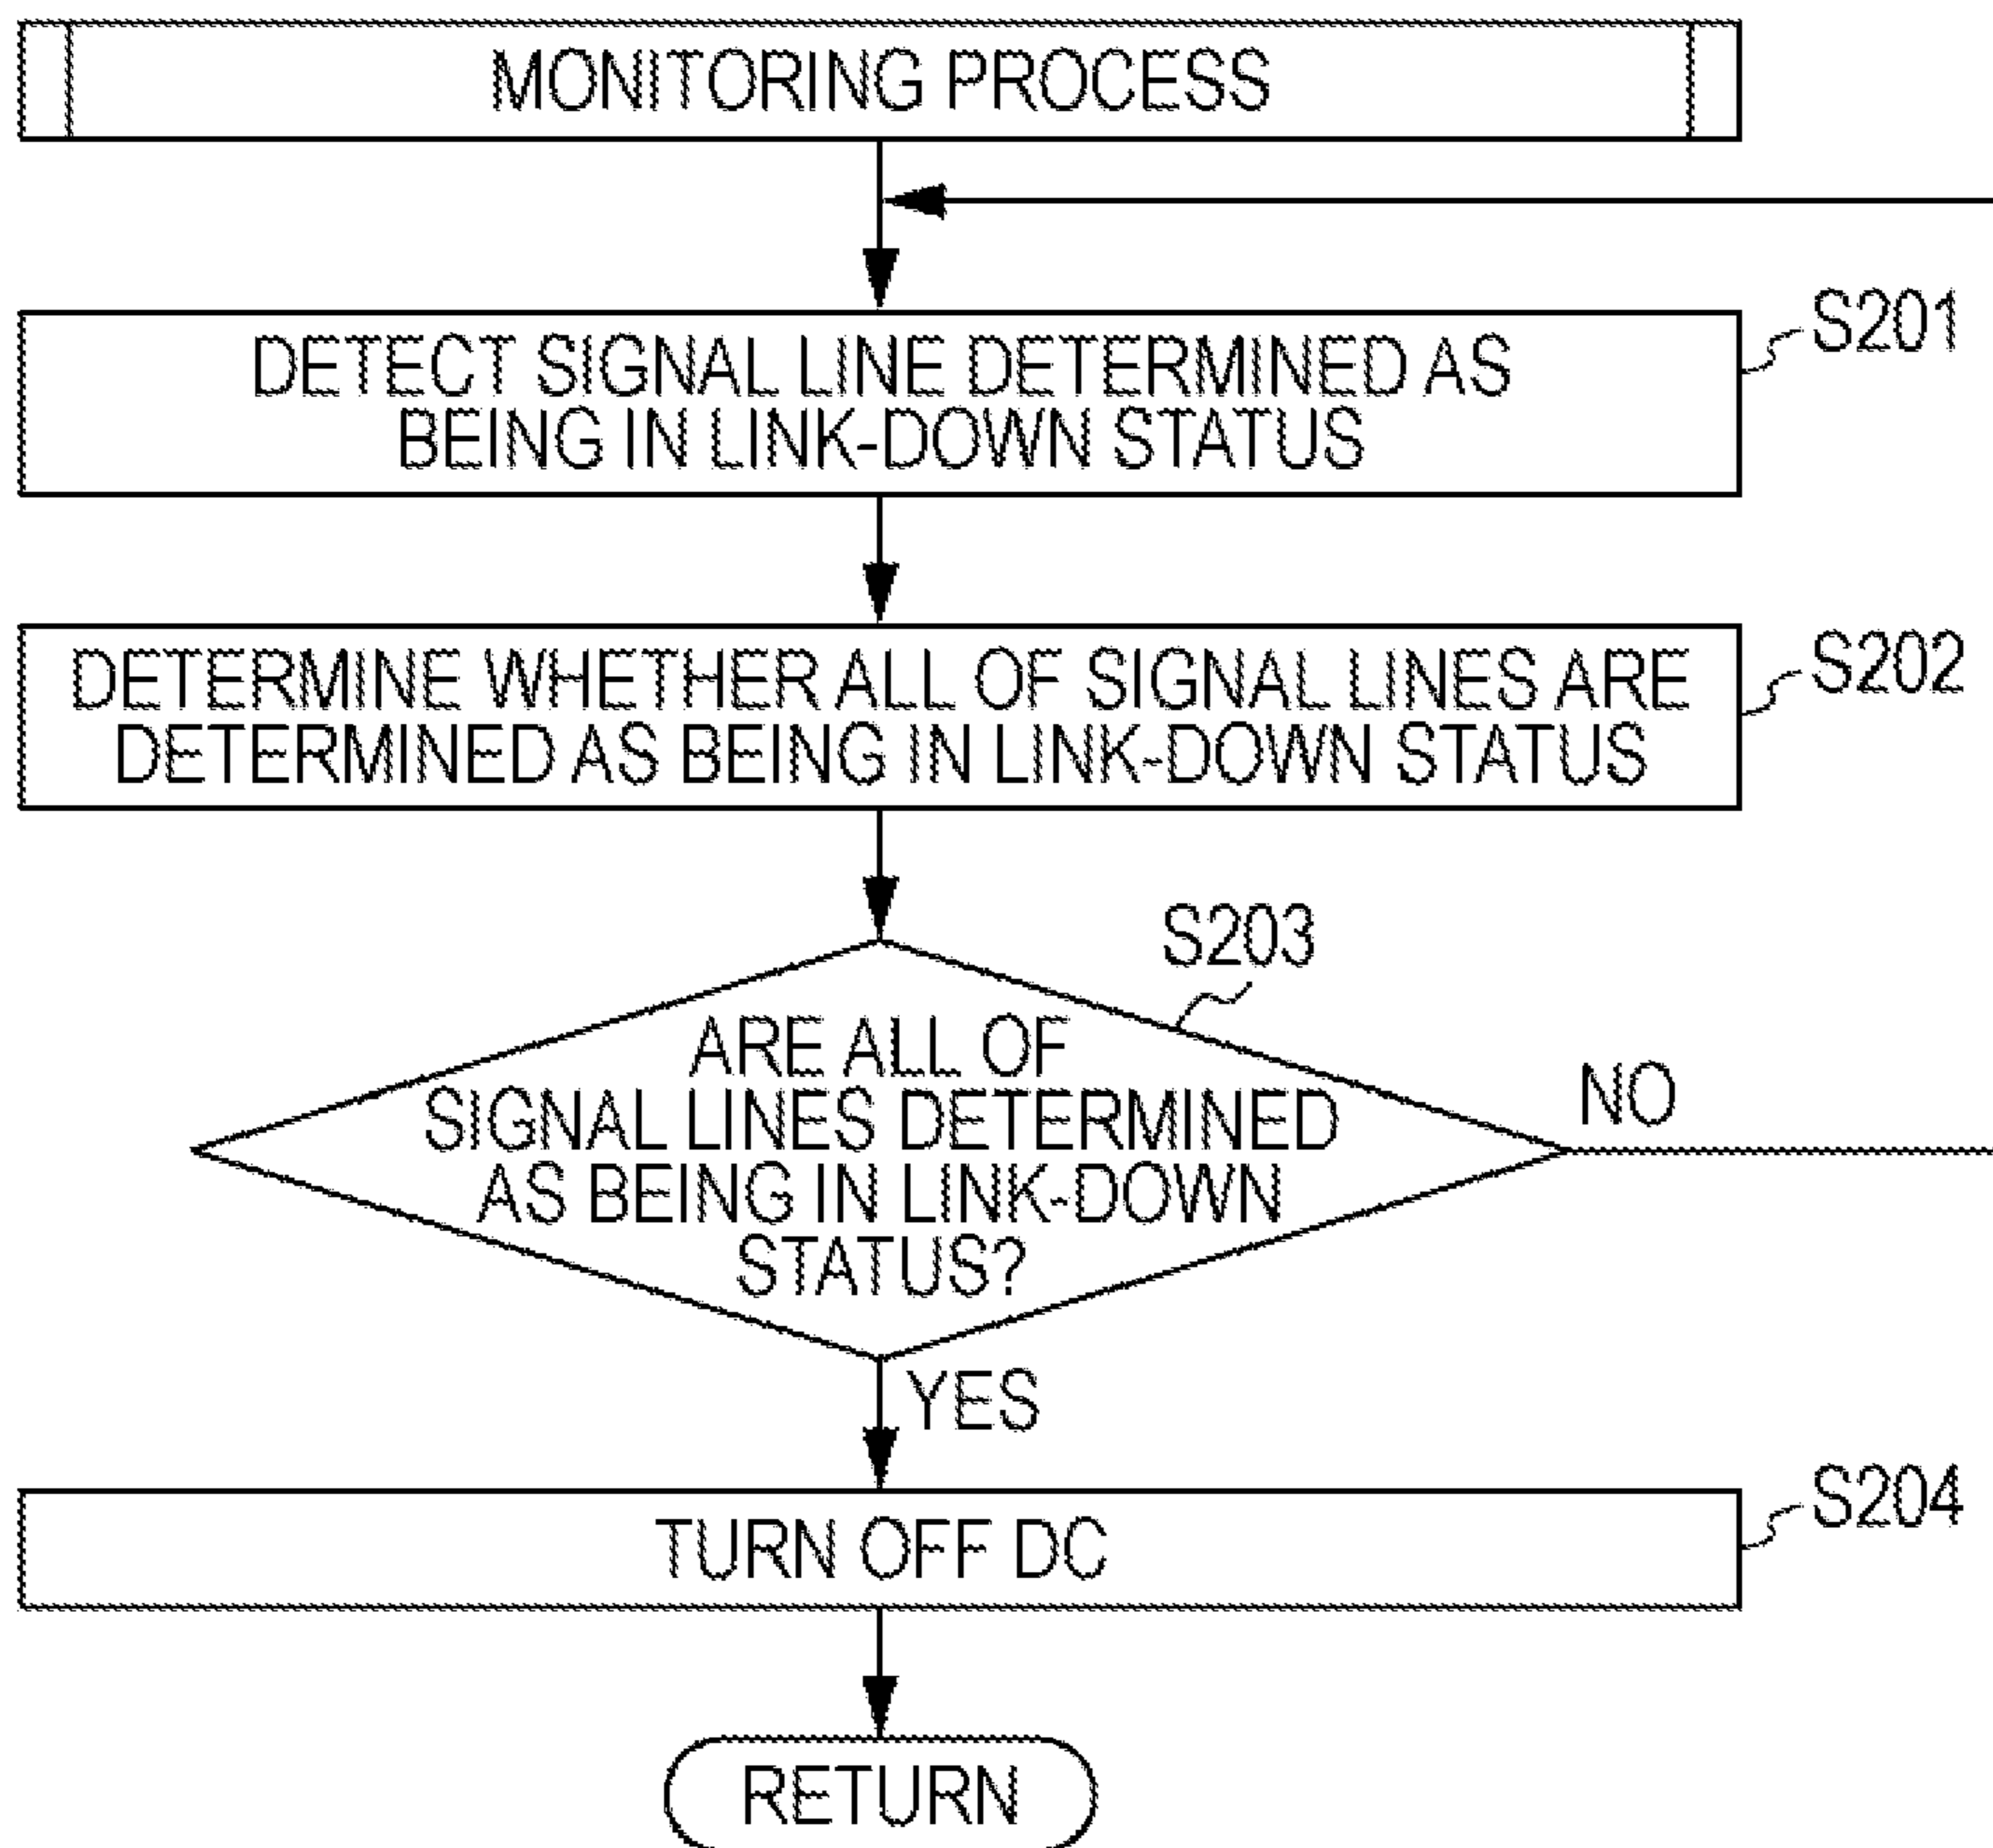 MONITORING PROCESS
DETECT SIGNAL LINE DETERMINED AS
BEING IN LINK-DOWN STATUS
S201
DETERMINE WHETHER ALL OF SIGNAL LINES ARE
DETERMINED AS BEING IN LINK-DOWN STATUS
S202
S203
ARE ALL OF
SIGNAL LINES DETERMINED
AS BEING IN LINK-DOWN
STATUS?
NO
YES
TURN OFF DC
S204
RETURN